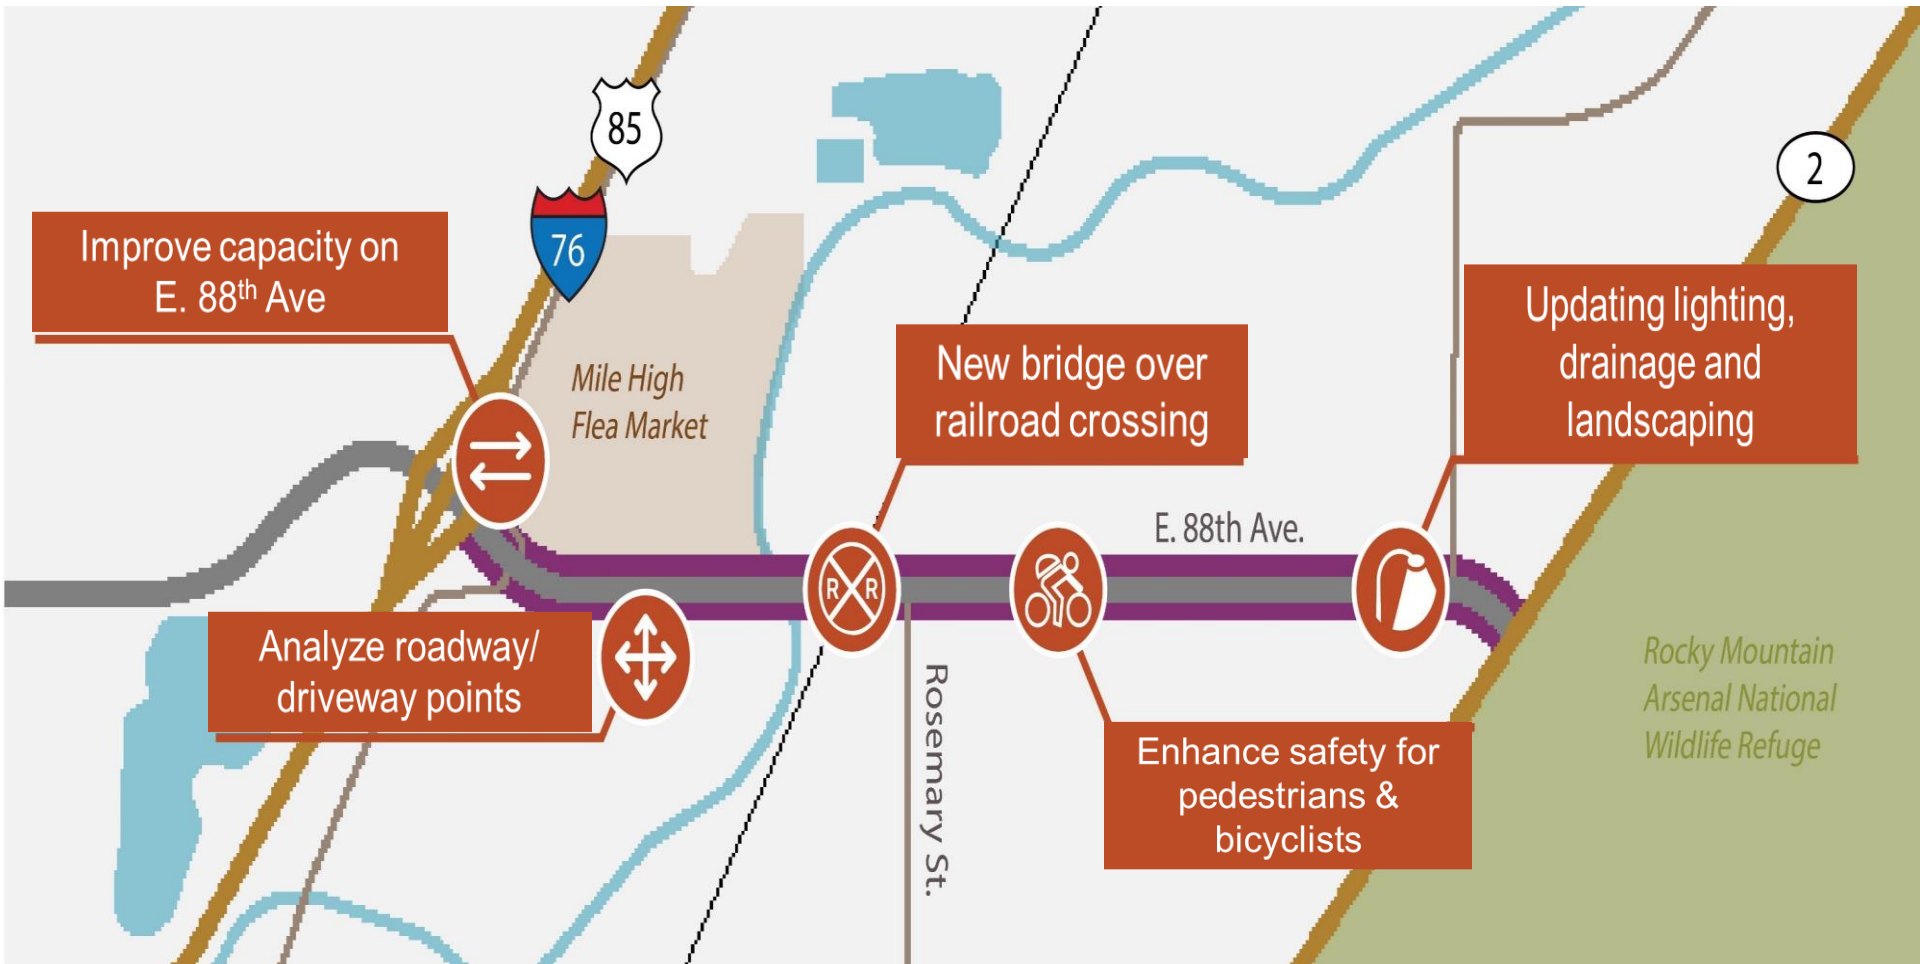 85
76
2
Improve capacity on
E. 88th Ave
Mile High
Flea Market
New bridge over
railroad crossing
Updating lighting,
drainage and
landscaping
E. 88th Ave.
R R
Analyze roadway/
driveway points
Rosemary St.
Enhance safety for
pedestrians &
bicyclists
Rocky Mountain
Arsenal National
Wildlife Refuge